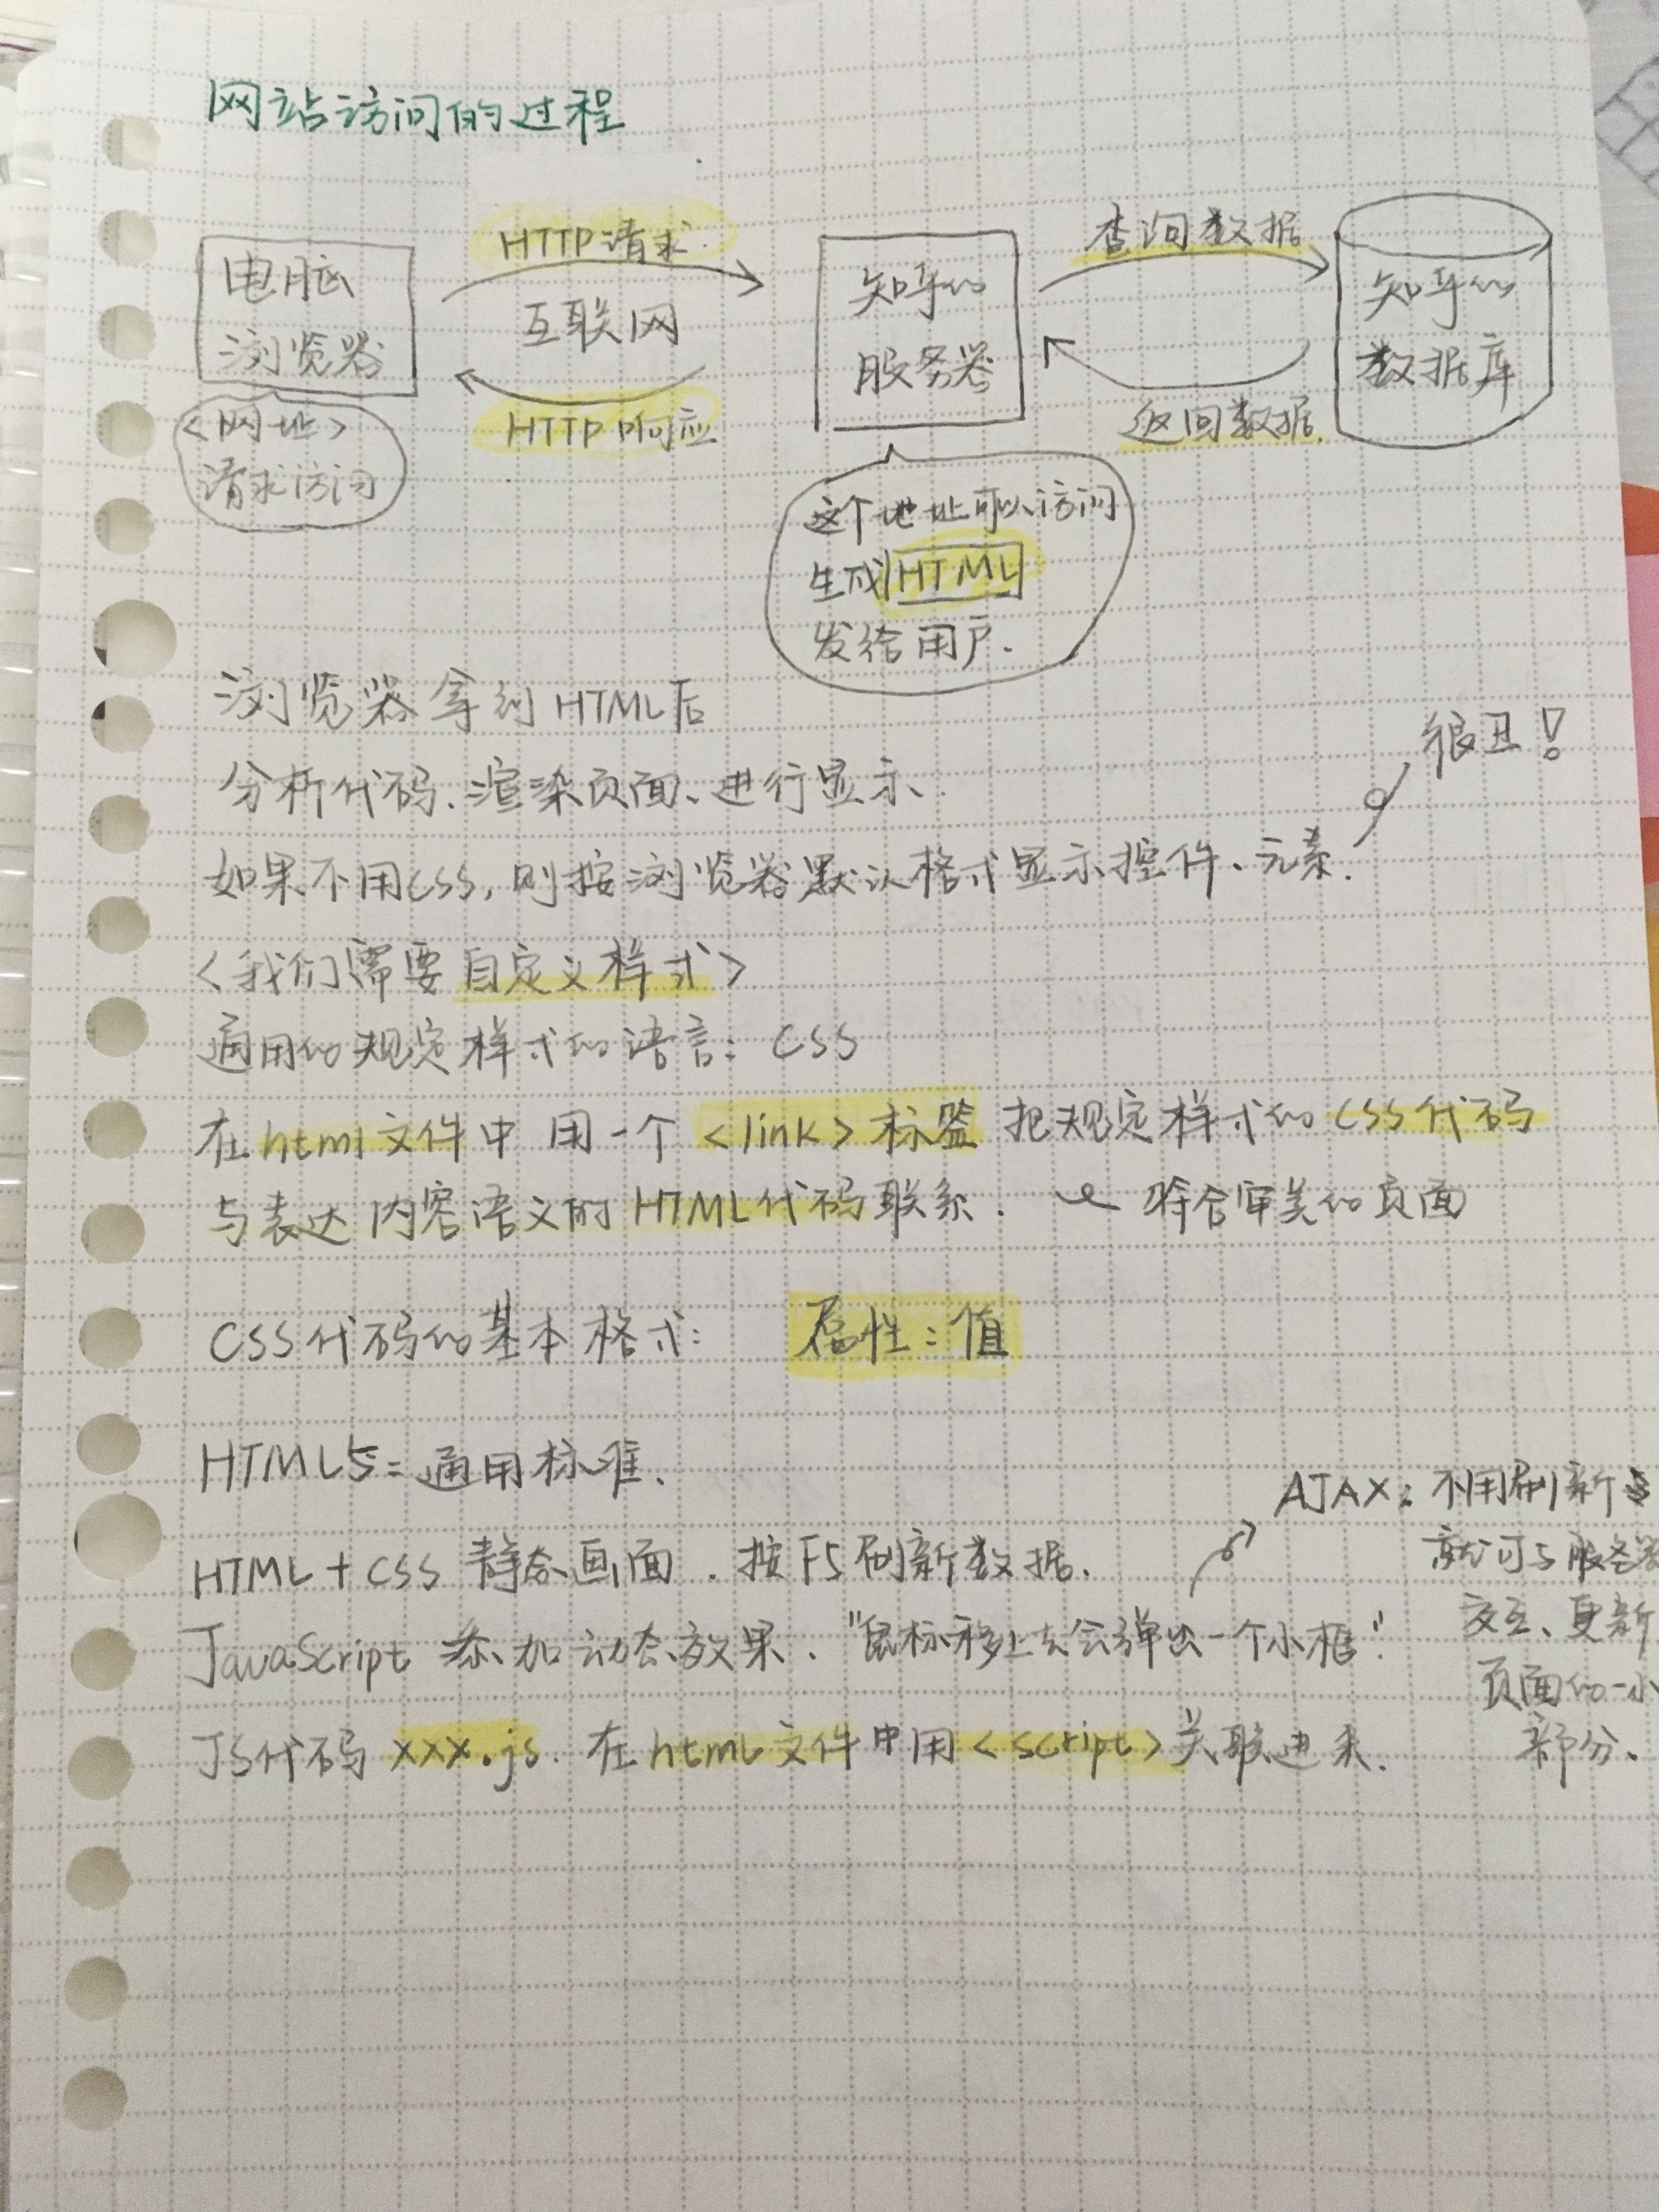 网站访问的过程
电脑
浏览器
<网址>
请求访问
HTTP请求
互联网
HTTP响应
知乎的
服务器
查询数据
返回数据.
知乎的
数据库
这个地址可以访问
生成HTML
发给用户.
浏览器拿到HTML后
分析代码、渲染页面、进行显示.
如果不用CSS,则按浏览器默认格式显示控件、元素.
很丑!
<我们需要自定义样式>
通用的规定样式的语言: CSS
在html文件中 用一个 <link>标签 把规定样式的CSS代码
与表达内容语义的HTML代码联系.
符合审美的页面
CSS代码的基本格式: 属性:值
HTML5=通用标准、
HTML+CSS 静态画面.按F5刷新数据.
JavaScript 添加动态效果、"鼠标移上去会弹出一个小框"
JS代码 xxx.js. 在html文件中用<script>关联进来.
AJAX: 不用刷新
就可与服务器
交互、更新
页面的一小
部分、